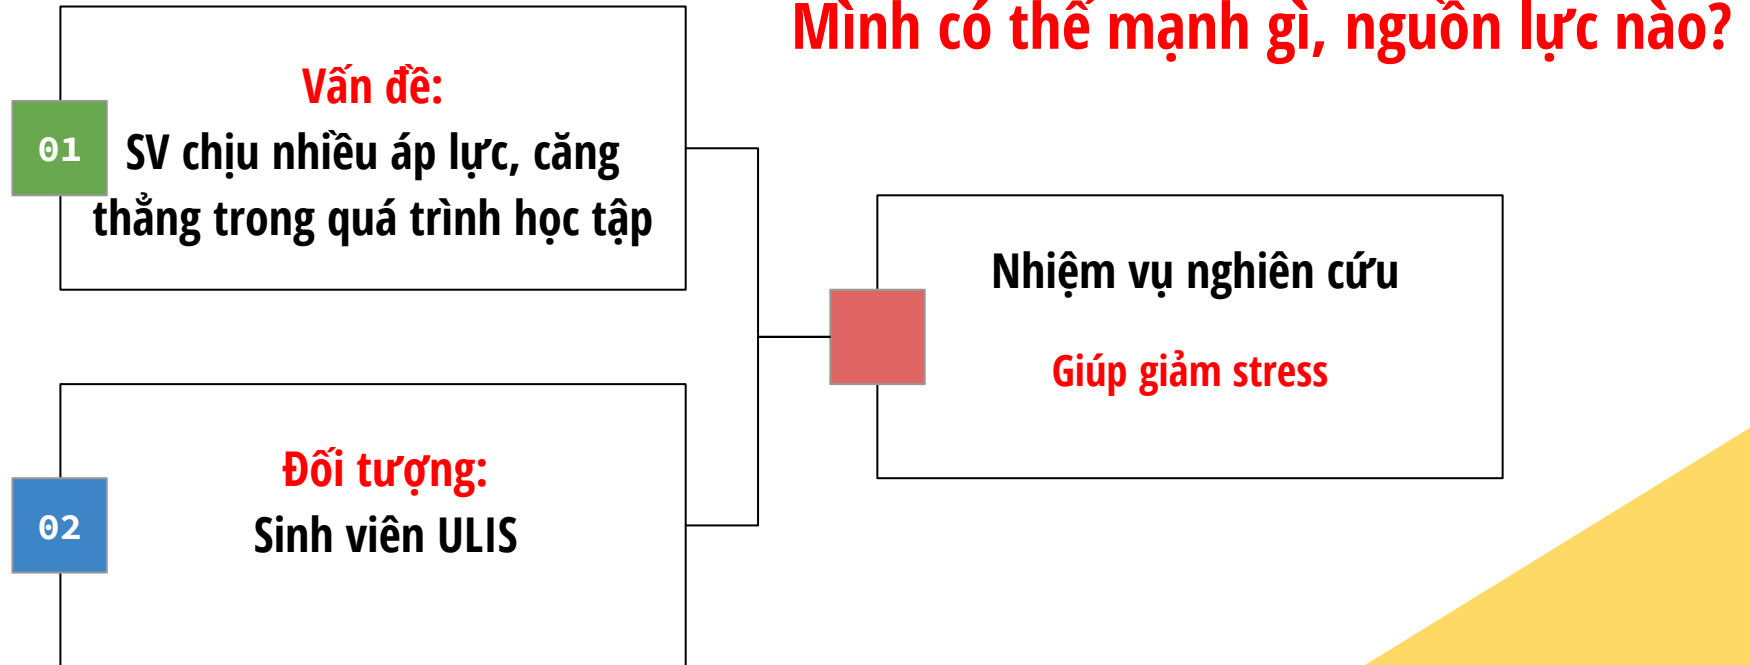 Mình có thế mạnh gì, nguồn lực nào?
01
Vấn đề:
SV chịu nhiều áp lực, căng
thẳng trong quá trình học tập
Nhiệm vụ nghiên cứu
Giúp giảm stress
02
Đối tượng:
Sinh viên ULIS